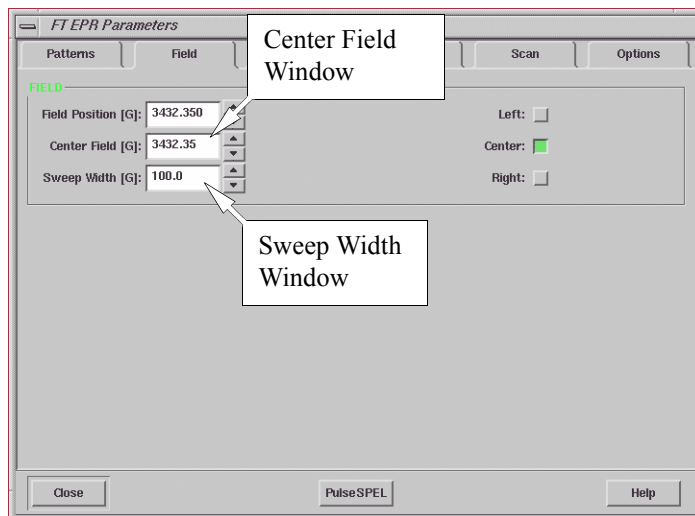 FT EPR Parameters
Patterns Field Scan Options
Center Field
Window
FIELD
Field Position [G]: 3432.350 Left:
Center Field [G]: 3432.35 Center:
Sweep Width [G]: 100.0 Right:
Sweep Width
Window
Close PulseSPEL Help